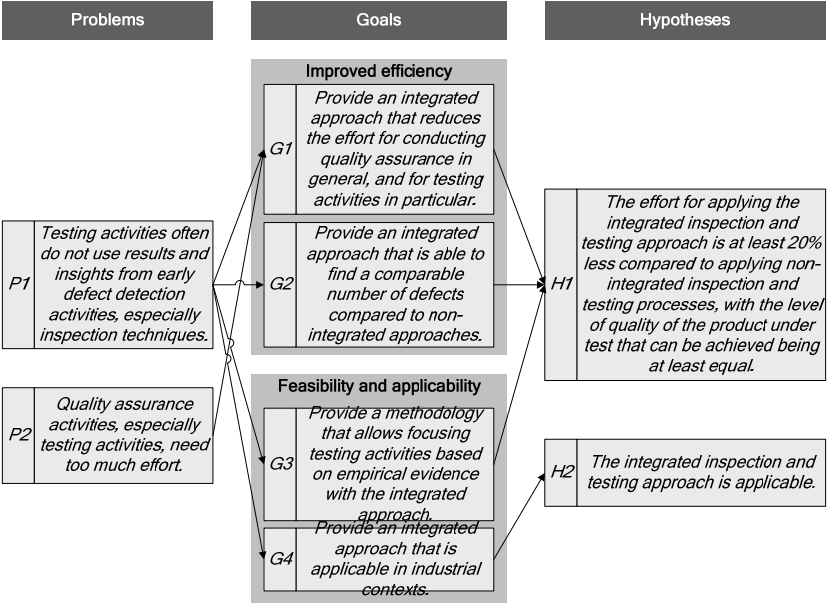 Problems
Goals
Hypotheses
P1
Testing activities often
do not use results and
insights from early
defect detection
activities, especially
inspection techniques.
P2
Quality assurance
activities, especially
testing activities, need
too much effort.
Improved efficiency
G1
Provide an integrated
approach that reduces
the effort for conducting
quality assurance in
general, and for testing
activities in particular.
G2
Provide an integrated
approach that is able to
find a comparable
number of defects
compared to non-
integrated approaches.
Feasibility and applicability
G3
Provide a methodology
that allows focusing
testing activities based
on empirical evidence
with the integrated
approach.
G4
Provide an integrated
approach that is
applicable in industrial
contexts.
H1
The effort for applying the
integrated inspection and
testing approach is at least 20%
less compared to applying non-
integrated inspection and
testing processes, with the level
of quality of the product under
test that can be achieved being
at least equal.
H2
The integrated inspection and
testing approach is applicable.